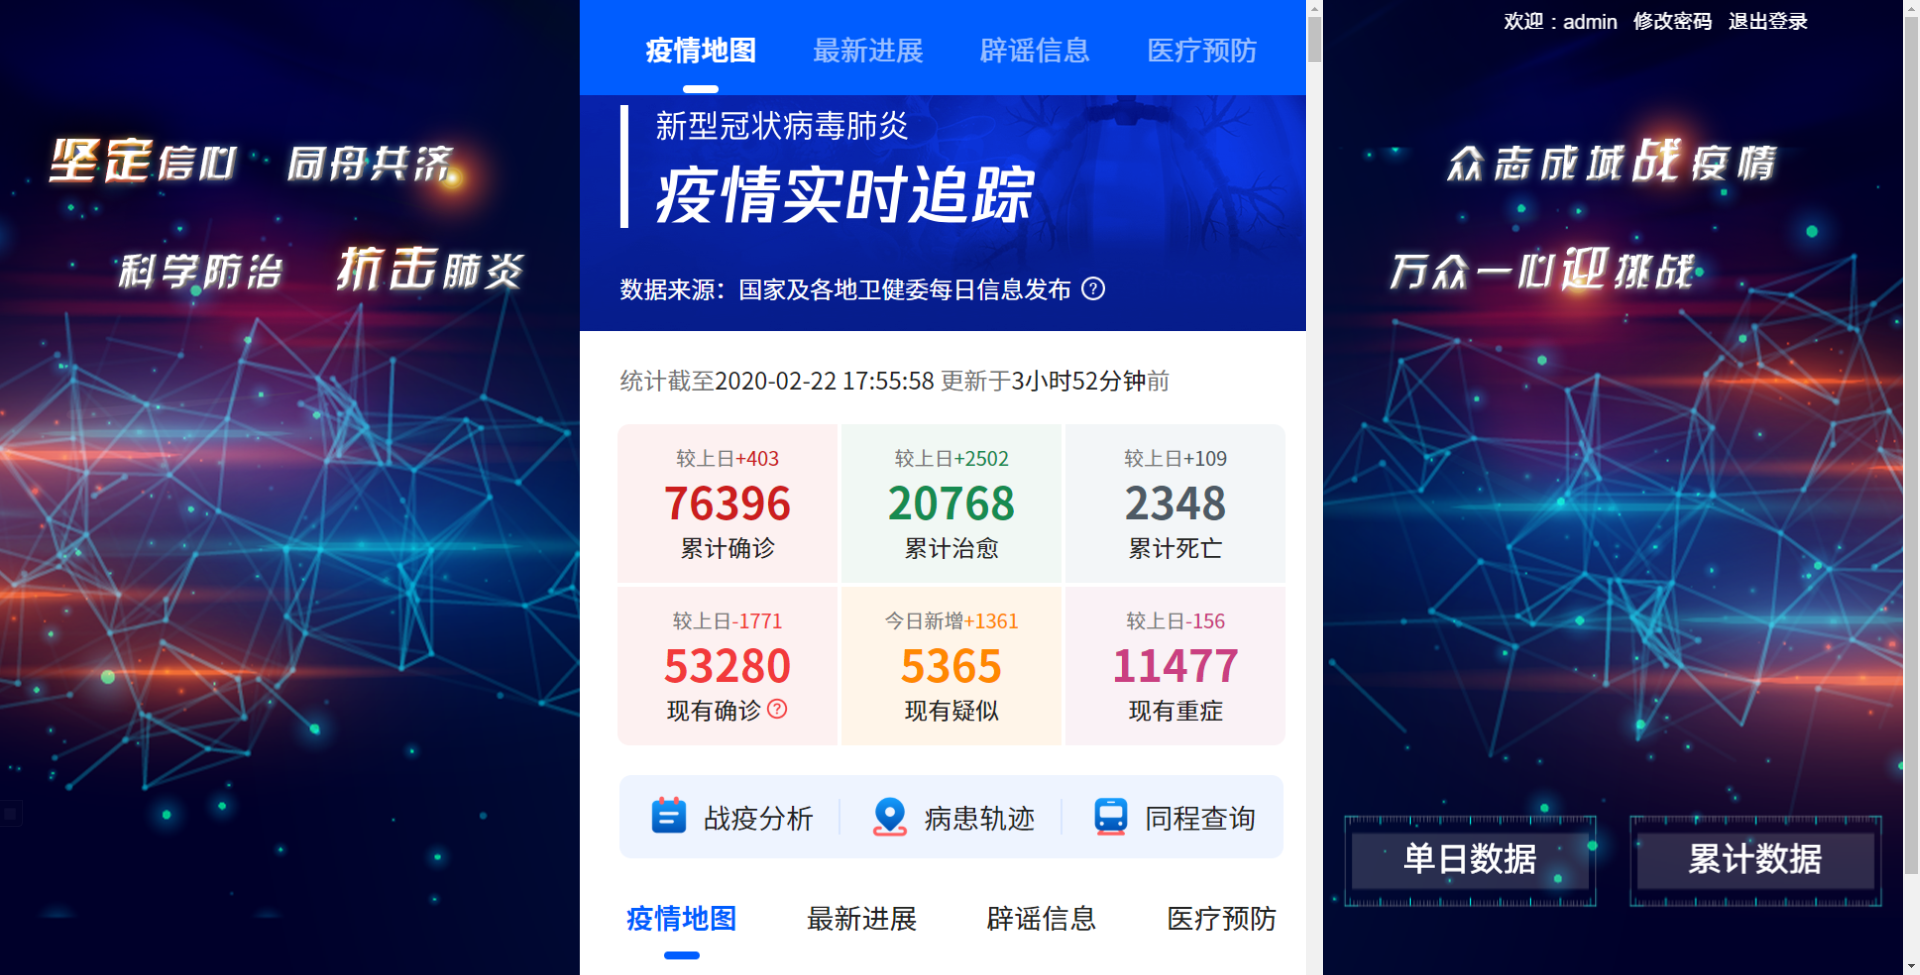 坚定信心 同舟共济
科学防治 抗击肺炎
疫情地图 最新进展 辟谣信息 医疗预防
新型冠状病毒肺炎
疫情实时追踪
数据来源：国家及各地卫健委每日信息发布 ?
统计截至2020-02-22 17:55:58 更新于3小时52分钟前
较上日+403
76396
累计确诊
较上日+2502
20768
累计治愈
较上日+109
2348
累计死亡
较上日-1771
53280
现有确诊 ?
今日新增+1361
5365
现有疑似
较上日-156
11477
现有重症
战疫分析 病患轨迹 同程查询
疫情地图 最新进展 辟谣信息 医疗预防
欢迎：admin 修改密码 退出登录
众志成城战疫情
万众一心迎挑战
单日数据 累计数据